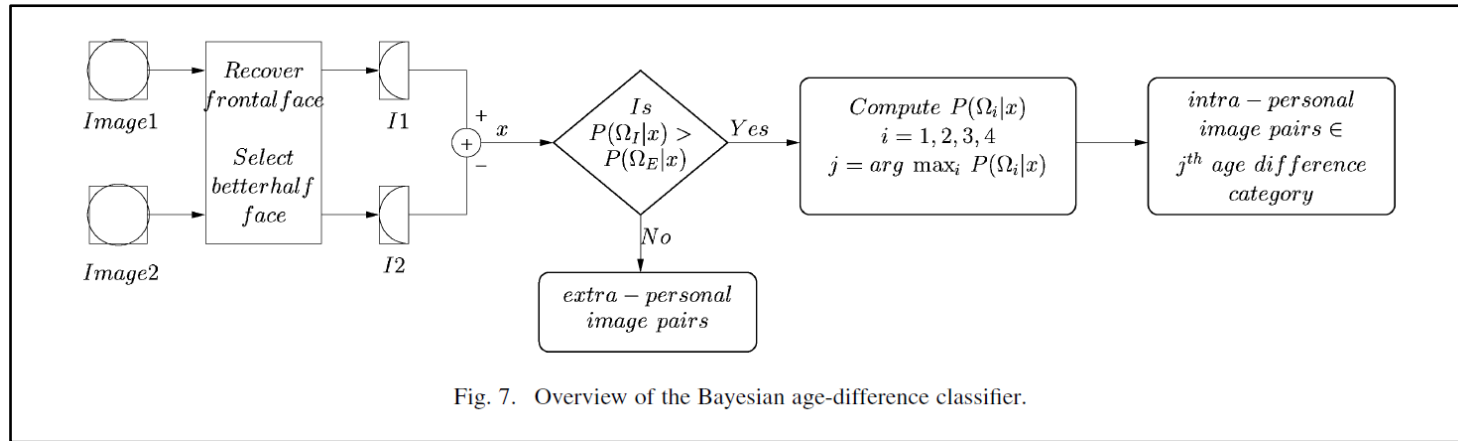 Image1
Image2
Recover
frontal face
Select
betterhalf
face
I1
I2
+
+
−
x
Is
P(Ω_I|x) >
P(Ω_E|x)
Yes
No
extra − personal
image pairs
Compute P(Ω_i|x)
i = 1, 2, 3, 4
j = arg max_i P(Ω_i|x)
intra − personal
image pairs ∈
j^th age difference
category
Fig. 7. Overview of the Bayesian age-difference classifier.